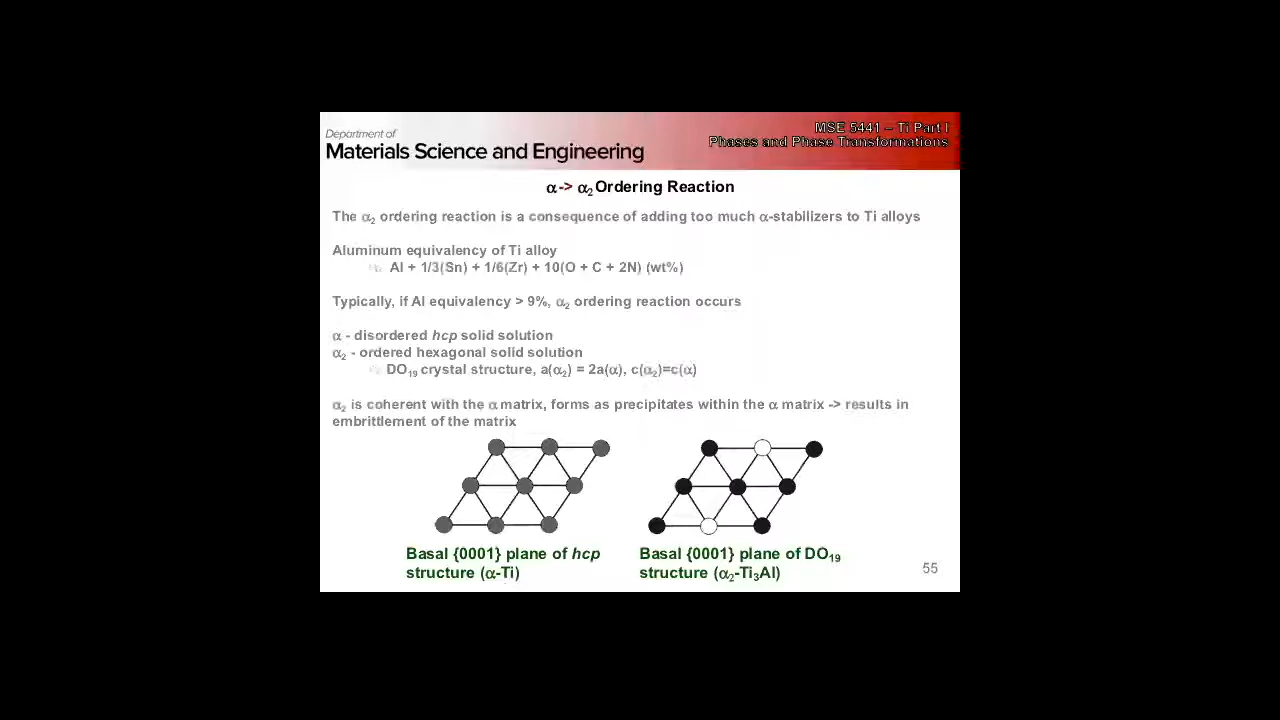 Department of
Materials Science and Engineering
MSE 5441 – Ti Part I
Phases and Phase Transformations
α-> α₂Ordering Reaction
The α₂ ordering reaction is a consequence of adding too much α-stabilizers to Ti alloys
Aluminum equivalency of Ti alloy
Al + 1/3(Sn) + 1/6(Zr) + 10(O + C + 2N) (wt%)
Typically, if Al equivalency > 9%, α₂ ordering reaction occurs
α - disordered hcp solid solution
α₂ - ordered hexagonal solid solution
DO₁₉ crystal structure, a(α₂) = 2a(α), c(α₂)=c(α)
α₂ is coherent with the α matrix, forms as precipitates within the α matrix -> results in
embrittlement of the matrix
Basal {0001} plane of hcp
structure (α-Ti)
Basal {0001} plane of DO₁₉
structure (α₂-Ti₃Al)
55